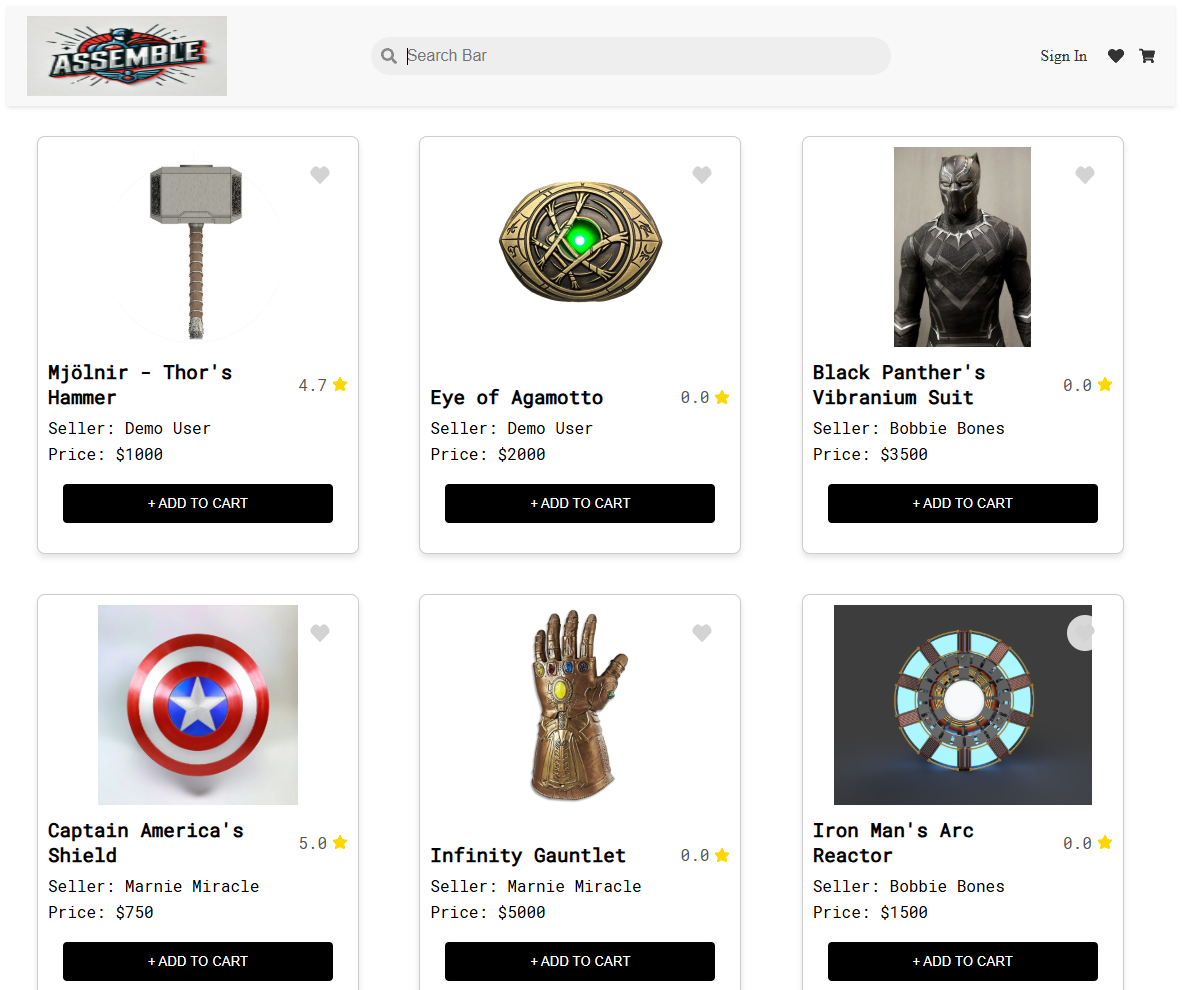 ASSEMBLE
Search Bar
Sign In
Mjölnir - Thor's
Hammer
4.7
Seller: Demo User
Price: $1000
+ ADD TO CART
Eye of Agamotto
0.0
Seller: Demo User
Price: $2000
+ ADD TO CART
Black Panther's
Vibranium Suit
0.0
Seller: Bobbie Bones
Price: $3500
+ ADD TO CART
Captain America's
Shield
5.0
Seller: Marnie Miracle
Price: $750
+ ADD TO CART
Infinity Gauntlet
0.0
Seller: Marnie Miracle
Price: $5000
+ ADD TO CART
Iron Man's Arc
Reactor
0.0
Seller: Bobbie Bones
Price: $1500
+ ADD TO CART